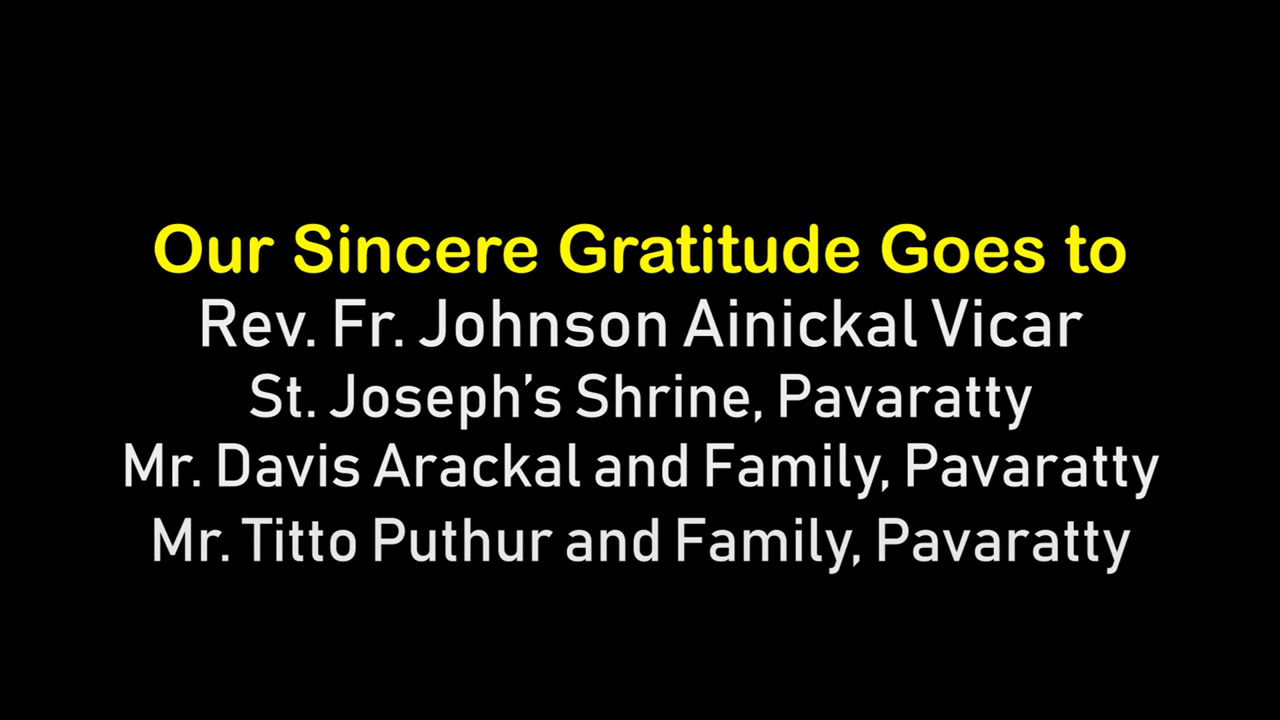 Our Sincere Gratitude Goes to
Rev. Fr. Johnson Ainickal Vicar
St. Joseph’s Shrine, Pavaratty
Mr. Davis Arackal and Family, Pavaratty
Mr. Titto Puthur and Family, Pavaratty